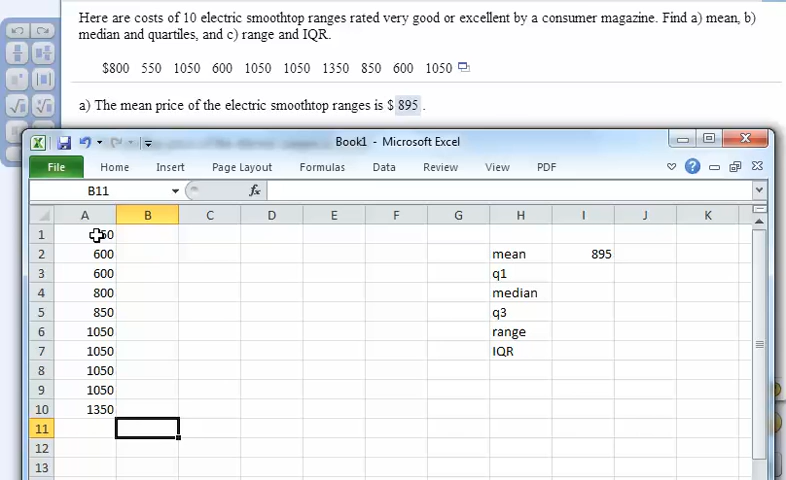 Here are costs of 10 electric smoothtop ranges rated very good or excellent by a consumer magazine. Find a) mean, b)
median and quartiles, and c) range and IQR.
$800 550 1050 600 1050 1050 1350 850 600 1050
a) The mean price of the electric smoothtop ranges is $ 895 .
Book1 - Microsoft Excel
File Home Insert Page Layout Formulas Data Review View PDF
B11 fx
A B C D E F G H I J K
1
2 600 mean 895
3 600 q1
4 800 median
5 850 q3
6 1050 range
7 1050 IQR
8 1050
9 1050
10 1350
11
12
13